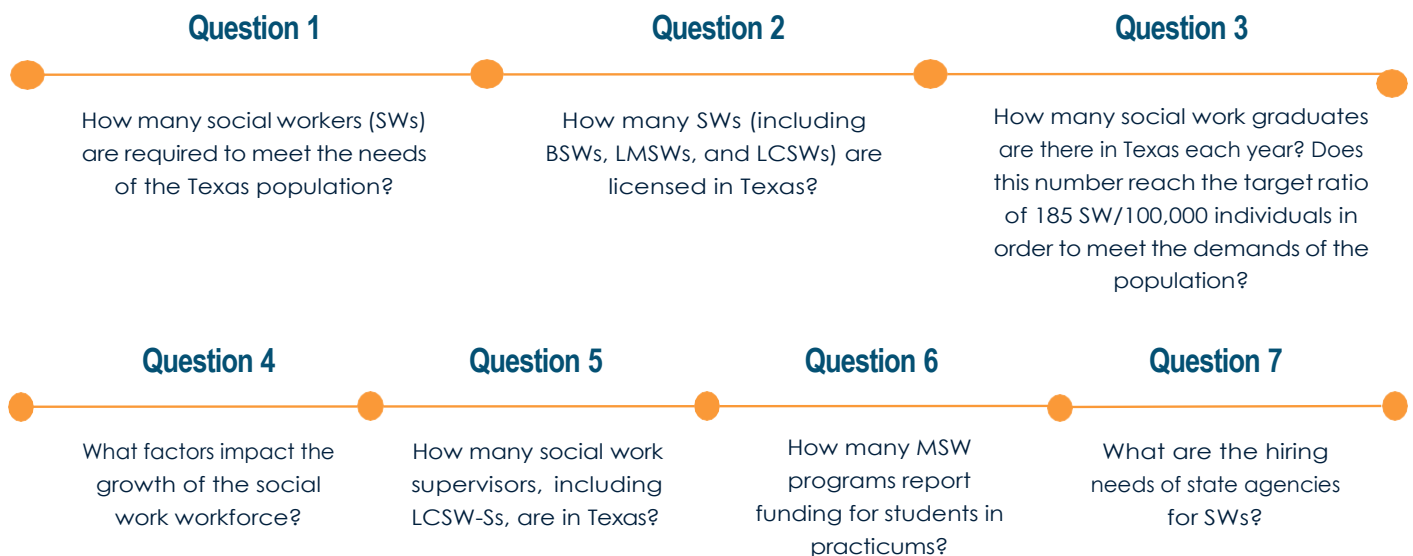 Question 1
How many social workers (SWs)
are required to meet the needs
of the Texas population?
Question 2
How many SWs (including
BSWs, LMSWs, and LCSWs) are
licensed in Texas?
Question 3
How many social work graduates
are there in Texas each year? Does
this number reach the target ratio
of 185 SW/100,000 individuals in
order to meet the demands of the
population?
Question 4
What factors impact the
growth of the social
work workforce?
Question 5
How many social work
supervisors, including
LCSW-Ss, are in Texas?
Question 6
How many MSW
programs report
funding for students in
practicums?
Question 7
What are the hiring
needs of state agencies
for SWs?